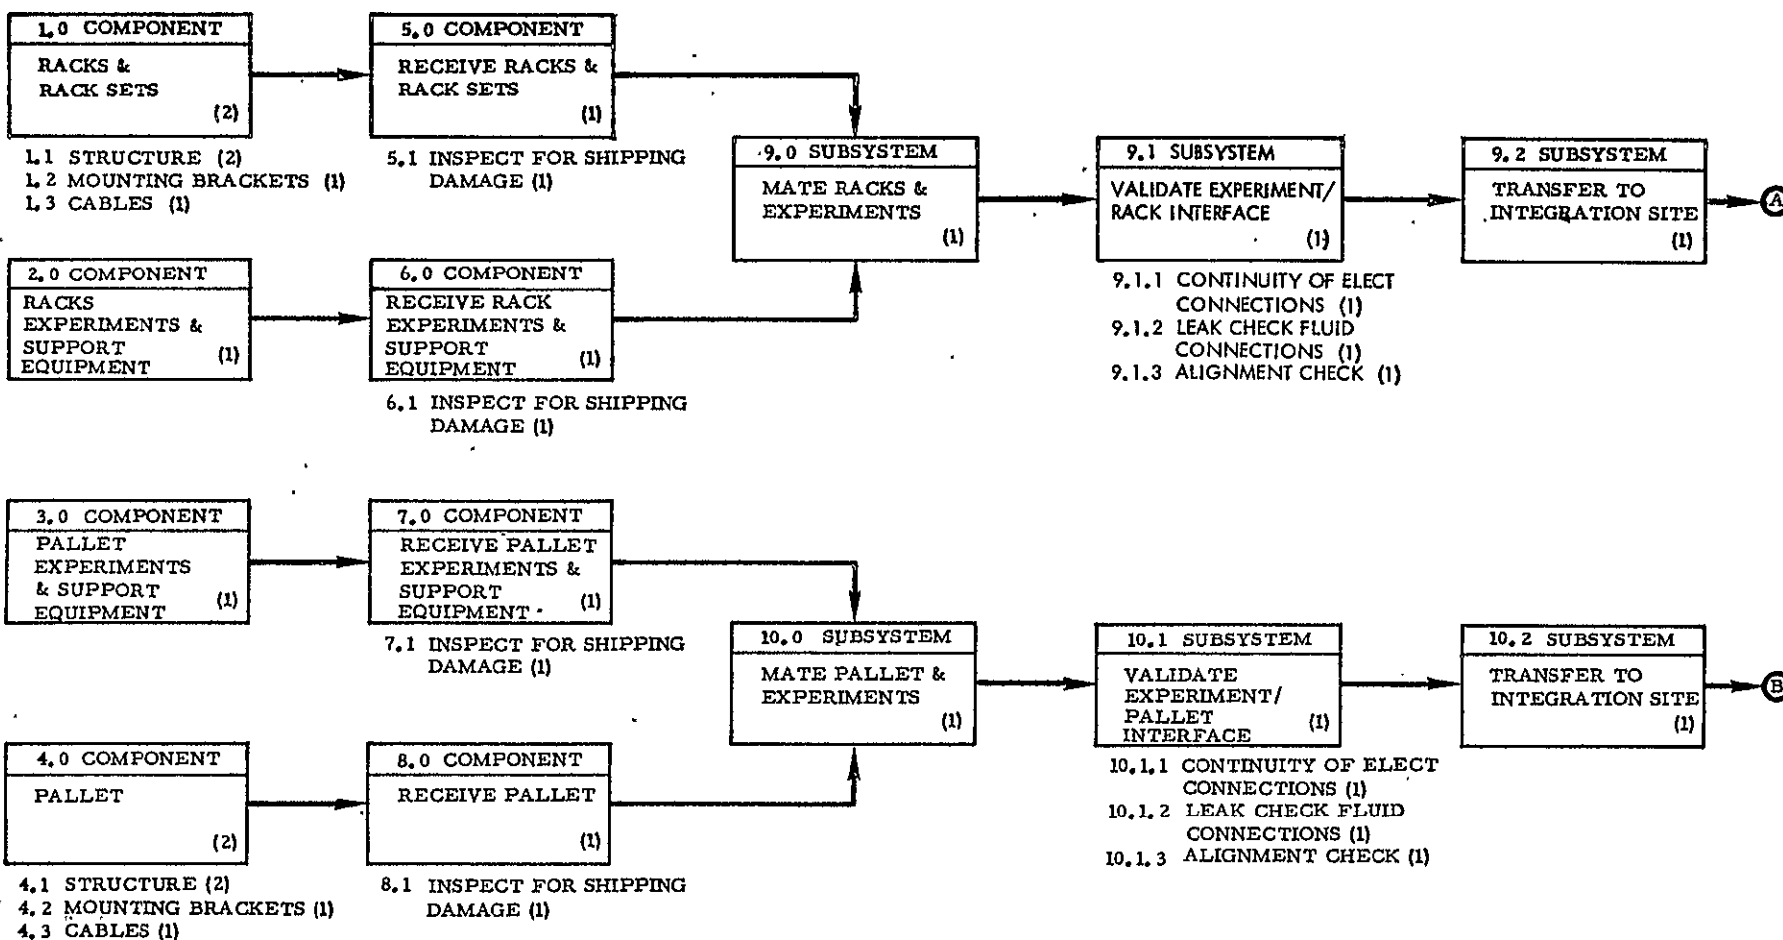 1.0 COMPONENT
RACKS &
RACK SETS
(2)
1.1 STRUCTURE (2)
1.2 MOUNTING BRACKETS (1)
1.3 CABLES (1)
5.0 COMPONENT
RECEIVE RACKS &
RACK SETS
(1)
5.1 INSPECT FOR SHIPPING
DAMAGE (1)
2.0 COMPONENT
RACKS
EXPERIMENTS &
SUPPORT
EQUIPMENT
(1)
6.0 COMPONENT
RECEIVE RACK
EXPERIMENTS &
SUPPORT
EQUIPMENT
(1)
6.1 INSPECT FOR SHIPPING
DAMAGE (1)
9.0 SUBSYSTEM
MATE RACKS &
EXPERIMENTS
(1)
9.1 SUBSYSTEM
VALIDATE EXPERIMENT/
RACK INTERFACE
(1)
9.1.1 CONTINUITY OF ELECT
CONNECTIONS (1)
9.1.2 LEAK CHECK FLUID
CONNECTIONS (1)
9.1.3 ALIGNMENT CHECK (1)
9.2 SUBSYSTEM
TRANSFER TO
INTEGRATION SITE
(1)
A
3.0 COMPONENT
PALLET
EXPERIMENTS
& SUPPORT
EQUIPMENT
(1)
7.0 COMPONENT
RECEIVE PALLET
EXPERIMENTS &
SUPPORT
EQUIPMENT
(1)
7.1 INSPECT FOR SHIPPING
DAMAGE (1)
4.0 COMPONENT
PALLET
(2)
4.1 STRUCTURE (2)
4.2 MOUNTING BRACKETS (1)
4.3 CABLES (1)
8.0 COMPONENT
RECEIVE PALLET
(1)
8.1 INSPECT FOR SHIPPING
DAMAGE (1)
10.0 SUBSYSTEM
MATE PALLET &
EXPERIMENTS
(1)
10.1 SUBSYSTEM
VALIDATE
EXPERIMENT/
PALLET
INTERFACE
(1)
10.1.1 CONTINUITY OF ELECT
CONNECTIONS (1)
10.1.2 LEAK CHECK FLUID
CONNECTIONS (1)
10.1.3 ALIGNMENT CHECK (1)
10.2 SUBSYSTEM
TRANSFER TO
INTEGRATION SITE
(1)
B